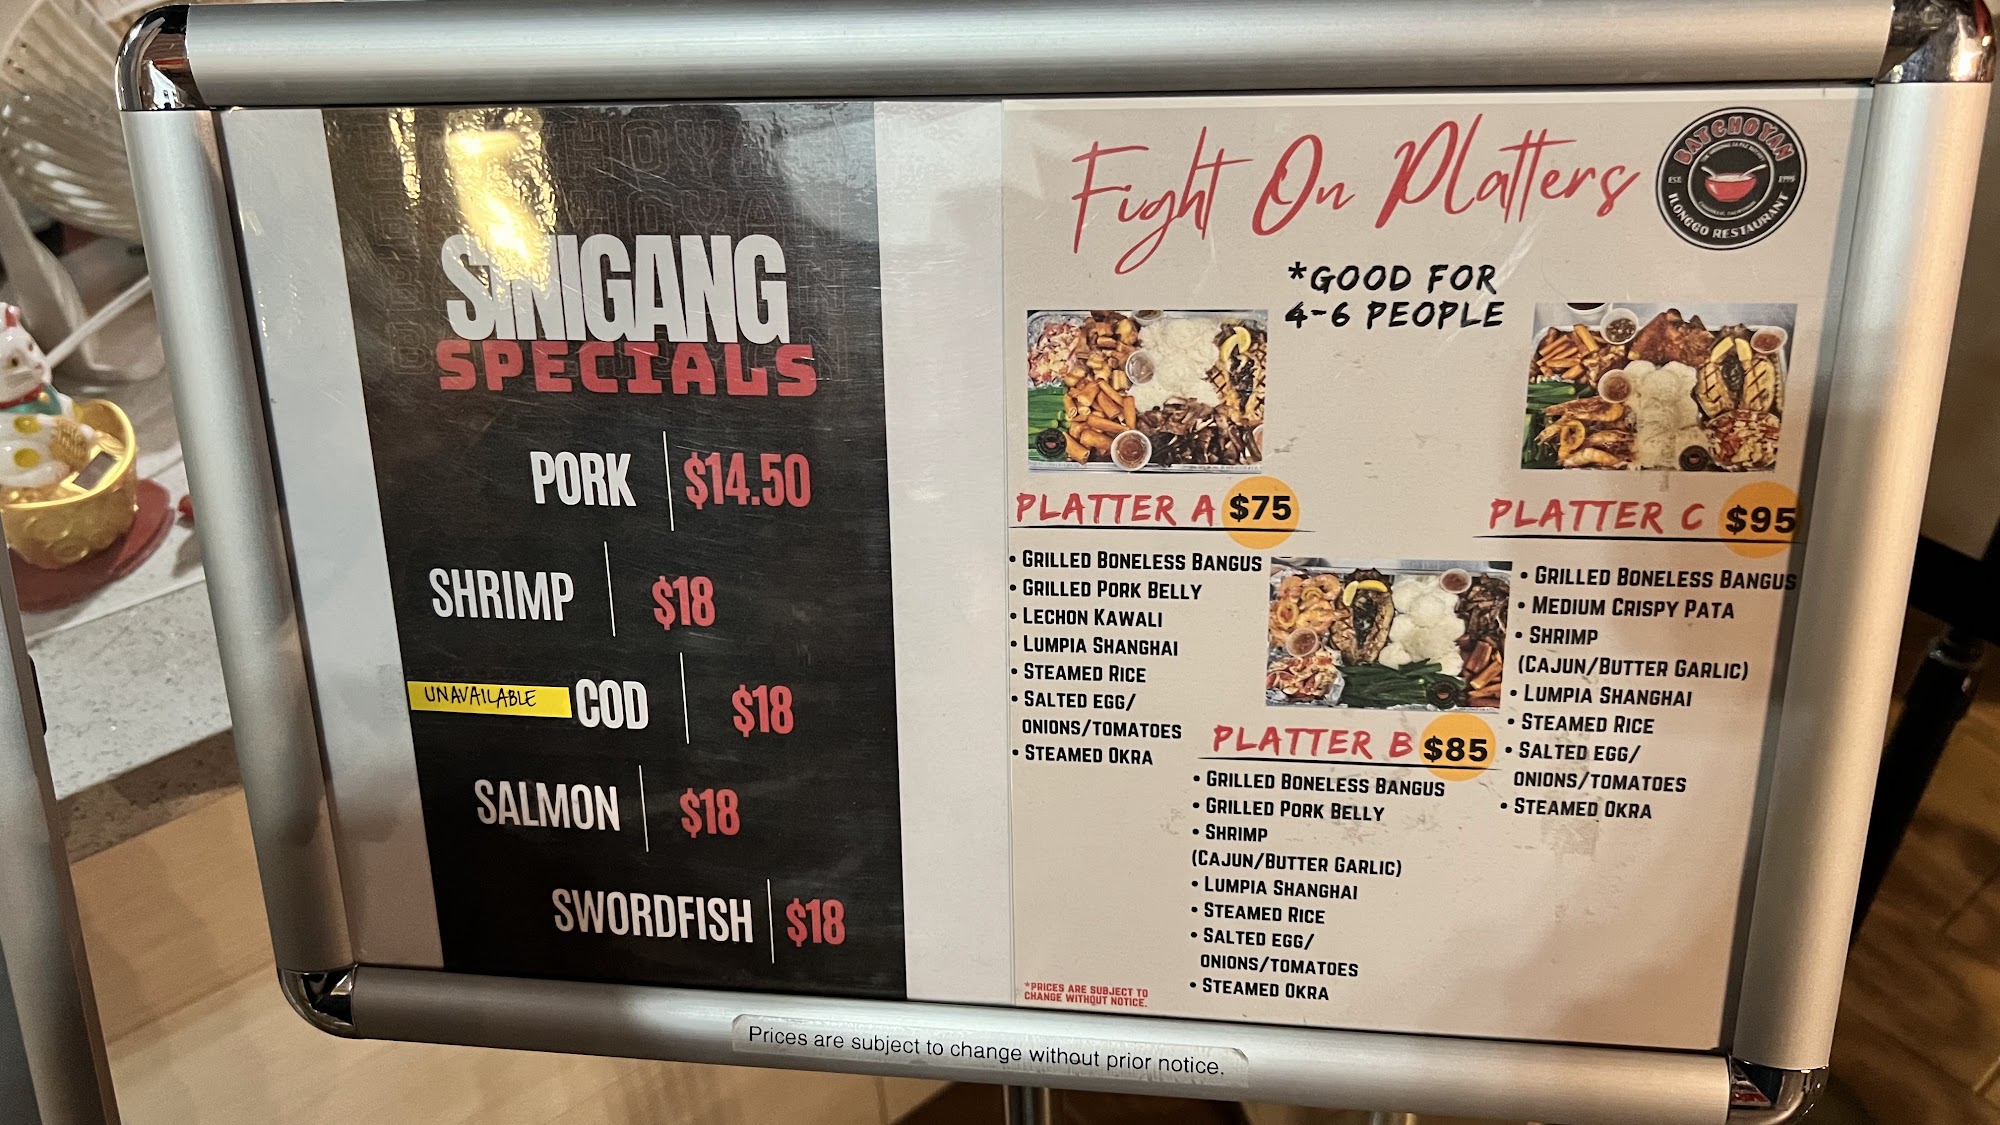 SINIGANG
SPECIALS
PORK $14.50
SHRIMP $18
UNAVAILABLE COD $18
SALMON $18
SWORDFISH $18
Fight On Platters
BATCHOYAN
EST. 1995
ILONGGO RESTAURANT
*GOOD FOR
4-6 PEOPLE
PLATTER A $75
• GRILLED BONELESS BANGUS
• GRILLED PORK BELLY
• LECHON KAWALI
• LUMPIA SHANGHAI
• STEAMED RICE
• SALTED EGG/
ONIONS/TOMATOES
• STEAMED OKRA
PLATTER B $85
• GRILLED BONELESS BANGUS
• GRILLED PORK BELLY
• SHRIMP
(CAJUN/BUTTER GARLIC)
• LUMPIA SHANGHAI
• STEAMED RICE
• SALTED EGG/
ONIONS/TOMATOES
• STEAMED OKRA
PLATTER C $95
• GRILLED BONELESS BANGUS
• MEDIUM CRISPY PATA
• SHRIMP
(CAJUN/BUTTER GARLIC)
• LUMPIA SHANGHAI
• STEAMED RICE
• SALTED EGG/
ONIONS/TOMATOES
• STEAMED OKRA
*PRICES ARE SUBJECT TO
CHANGE WITHOUT NOTICE.
Prices are subject to change without prior notice.